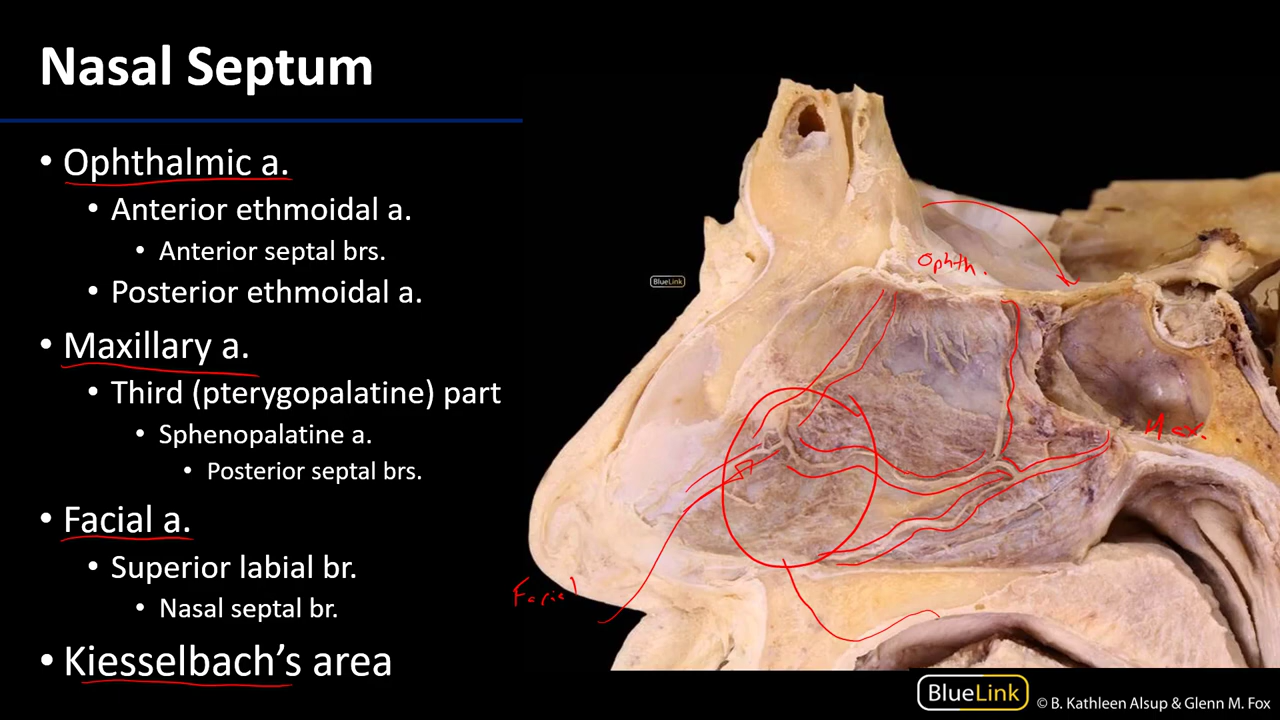 Nasal Septum
• Ophthalmic a.
• Anterior ethmoidal a.
• Anterior septal brs.
• Posterior ethmoidal a.
• Maxillary a.
• Third (pterygopalatine) part
• Sphenopalatine a.
• Posterior septal brs.
• Facial a.
• Superior labial br.
• Nasal septal br.
• Kiesselbach’s area
BlueLink
Ophth.
Max.
Facial
BlueLink
© B. Kathleen Alsup & Glenn M. Fox